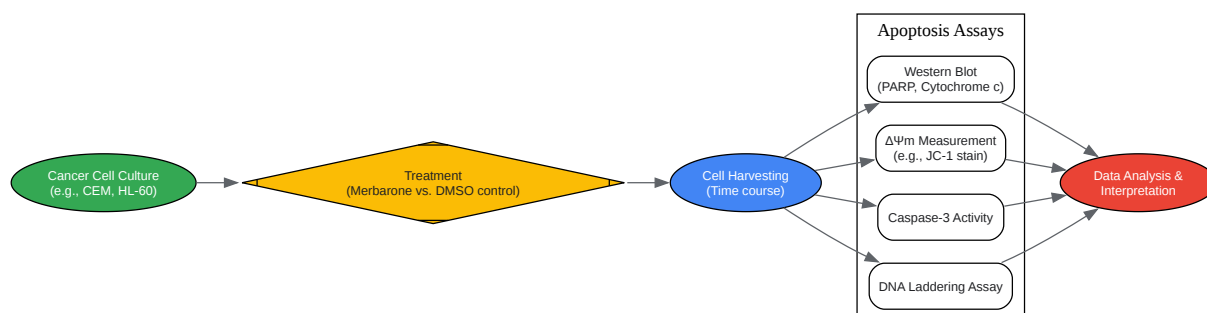 Cancer Cell Culture
(e.g., CEM, HL-60)
Treatment
(Merbarone vs. DMSO control)
Cell Harvesting
(Time course)
Apoptosis Assays
Western Blot
(PARP, Cytochrome c)
ΔΨm Measurement
(e.g., JC-1 stain)
Caspase-3 Activity
DNA Laddering Assay
Data Analysis &
Interpretation